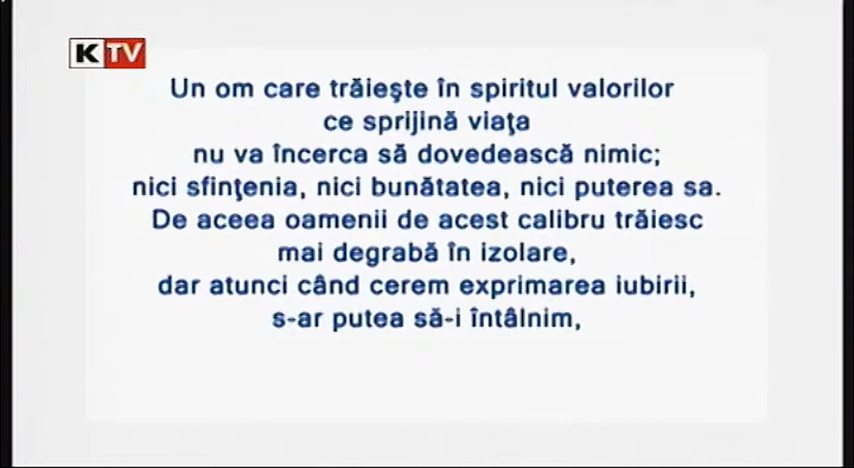 KTV
Un om care trăieşte în spiritul valorilor
ce sprijină viaţa
nu va încerca să dovedească nimic;
nici sfinţenia, nici bunătatea, nici puterea sa.
De aceea oamenii de acest calibru trăiesc
mai degrabă în izolare,
dar atunci când cerem exprimarea iubirii,
s-ar putea să-i întâlnim,